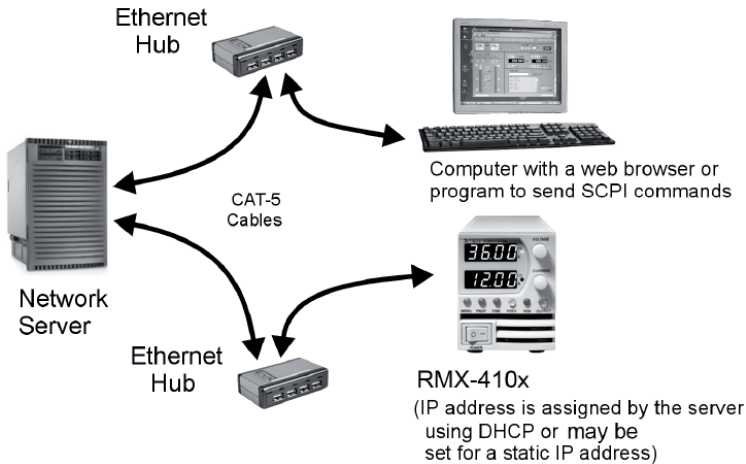 Ethernet
Hub
Computer with a web browser or
program to send SCPI commands
CAT-5
Cables
Network
Server
VOLTAGE
36.00
12.00
POWER
Ethernet
Hub
RMX-410x
(IP address is assigned by the server
using DHCP or may be
set for a static IP address)